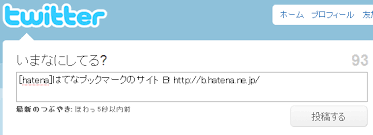 twitter
ホーム プロフィール 友
いまなにしてる?
93
[hatena]はてなブックマークのサイト B! http://b.hatena.ne.jp/
最新のつぶやき: ほわっ 5秒以内前
投稿する